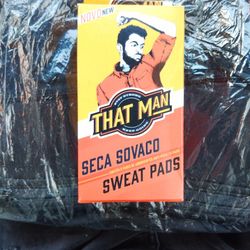 NOVO NEW
THAT MAN
SECA SOVACO
SWEAT PADS